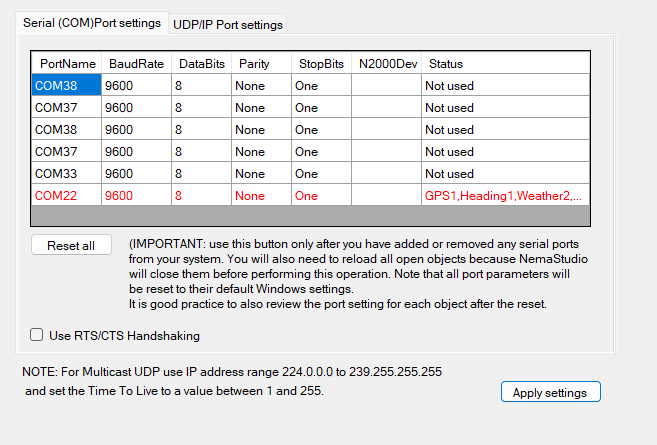 Serial (COM)Port settings UDP/IP Port settings
PortName BaudRate DataBits Parity StopBits N2000Dev Status
COM38 9600 8 None One Not used
COM37 9600 8 None One Not used
COM38 9600 8 None One Not used
COM37 9600 8 None One Not used
COM33 9600 8 None One Not used
COM22 9600 8 None One GPS1,Heading1,Weather2,...
Reset all
(IMPORTANT: use this button only after you have added or removed any serial ports
from your system. You will also need to reload all open objects because NemaStudio
will close them before performing this operation. Note that all port parameters will
be reset to their default Windows settings.
It is good practice to also review the port setting for each object after the reset.
Use RTS/CTS Handshaking
NOTE: For Multicast UDP use IP address range 224.0.0.0 to 239.255.255.255
and set the Time To Live to a value between 1 and 255.
Apply settings